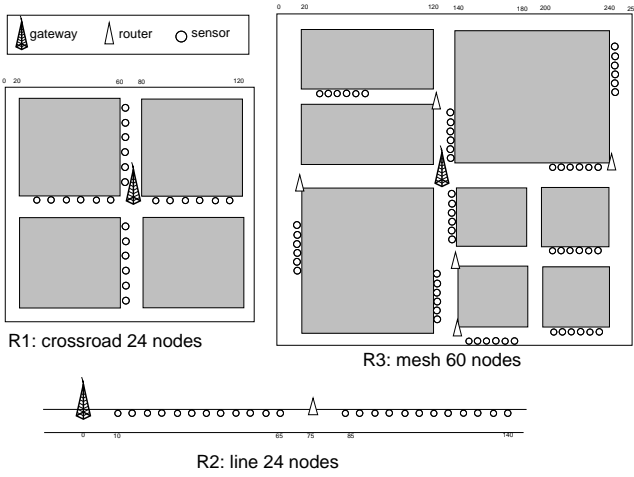 gateway router sensor
0 20 60 80 120
R1: crossroad 24 nodes
0 20 120 140 180 200 240 25
R3: mesh 60 nodes
0 10 65 75 85 140
R2: line 24 nodes